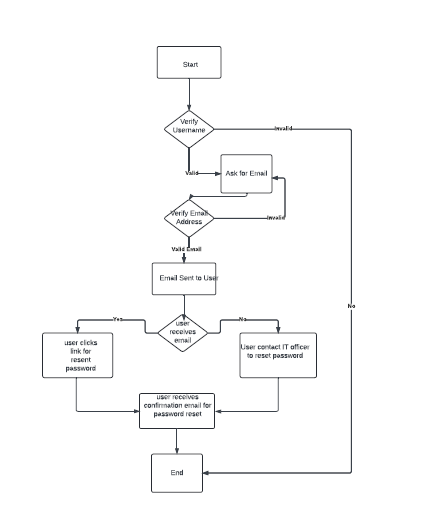 Start
Verify
Username
Invalid
Valid
Ask for Email
Verify Email
Address
Invalid
Valid Email
Email Sent to User
Yes
user
receives
email
No
No
user clicks
link for
resent
password
User contact IT officer
to reset password
user receives
confirmation email for
password reset
End